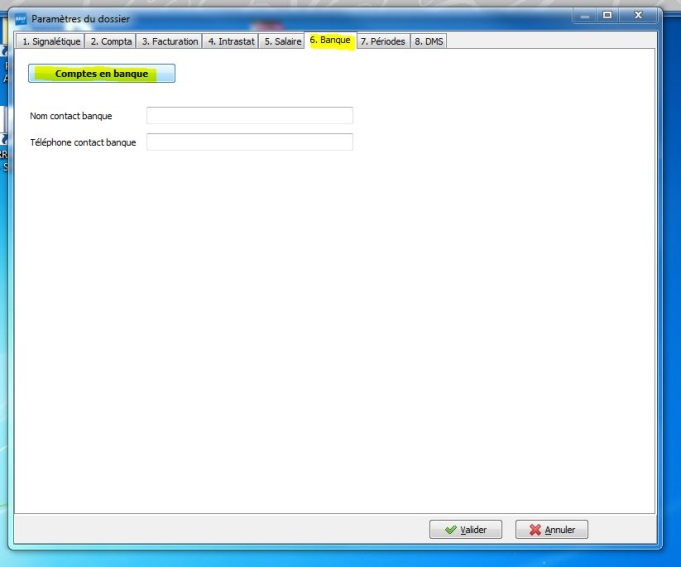 Paramètres du dossier
1. Signalétique 2. Compta 3. Facturation 4. Intrastat 5. Salaire 6. Banque 7. Périodes 8. DMS
Comptes en banque
Nom contact banque
Téléphone contact banque
Valider Annuler